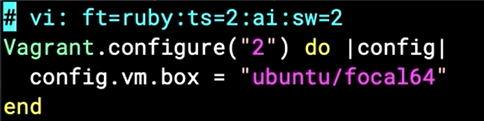 # vi: ft=ruby:ts=2:ai:sw=2
Vagrant.configure("2") do |config|
  config.vm.box = "ubuntu/focal64"
end